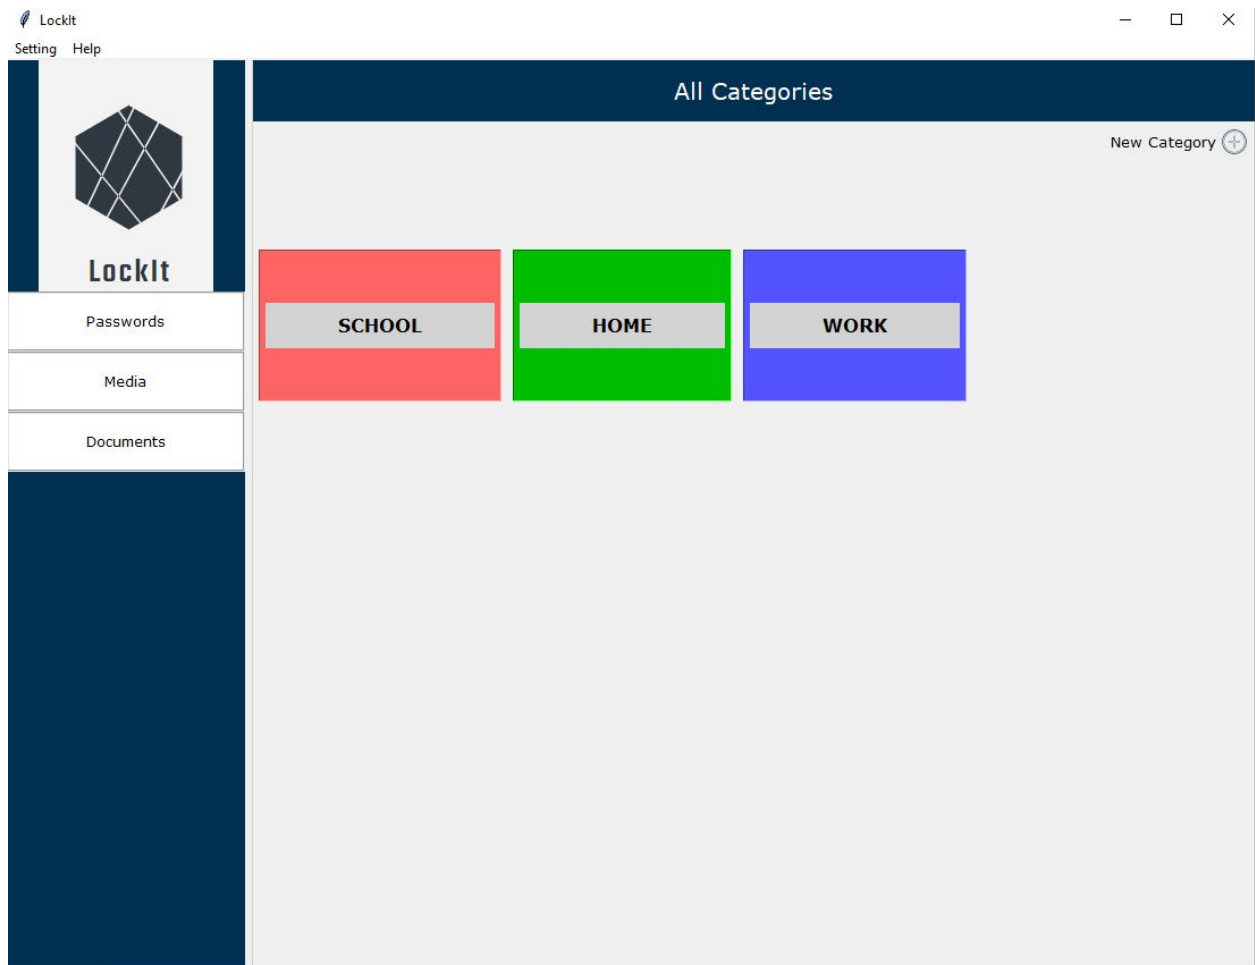 LockIt
Setting Help
LockIt
Passwords
Media
Documents
All Categories
New Category
SCHOOL
HOME
WORK